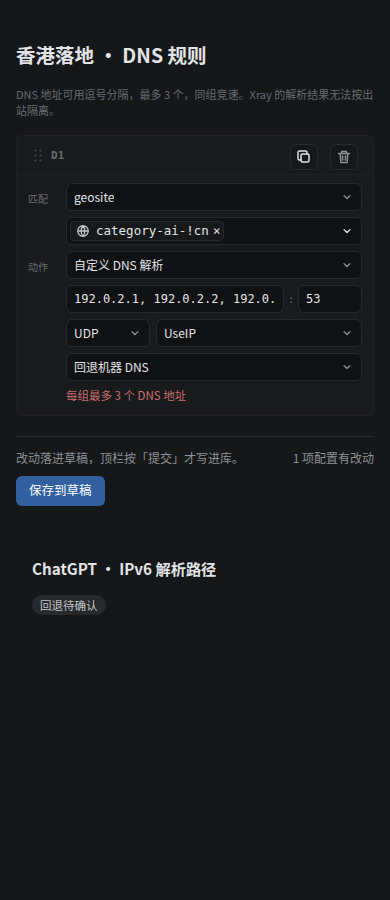 香港落地 · DNS 规则
DNS 地址可用逗号分隔，最多 3 个，同组竞速。Xray 的解析结果无法按出
站隔离。
D1
匹配
geosite
category-ai-!cn ×
动作
自定义 DNS 解析
192.0.2.1, 192.0.2.2, 192.0. : 53
UDP
UseIP
回退机器 DNS
每组最多 3 个 DNS 地址
改动落进草稿，顶栏按「提交」才写进库。
1 项配置有改动
保存到草稿
ChatGPT · IPv6 解析路径
回退待确认